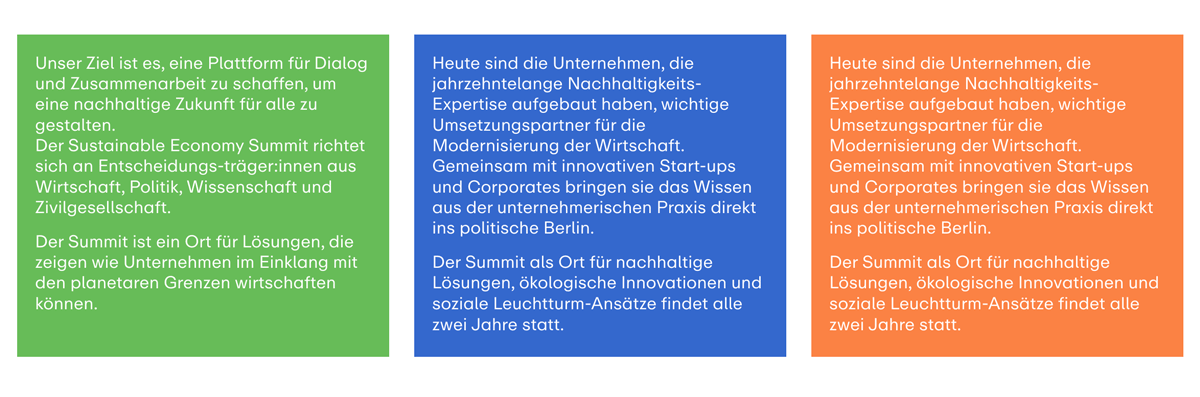 Unser Ziel ist es, eine Plattform für Dialog
und Zusammenarbeit zu schaffen, um
eine nachhaltige Zukunft für alle zu
gestalten.
Der Sustainable Economy Summit richtet
sich an Entscheidungs-träger:innen aus
Wirtschaft, Politik, Wissenschaft und
Zivilgesellschaft.
Der Summit ist ein Ort für Lösungen, die
zeigen wie Unternehmen im Einklang mit
den planetaren Grenzen wirtschaften
können.
Heute sind die Unternehmen, die
jahrzehntelange Nachhaltigkeits-
Expertise aufgebaut haben, wichtige
Umsetzungspartner für die
Modernisierung der Wirtschaft.
Gemeinsam mit innovativen Start-ups
und Corporates bringen sie das Wissen
aus der unternehmerischen Praxis direkt
ins politische Berlin.
Der Summit als Ort für nachhaltige
Lösungen, ökologische Innovationen und
soziale Leuchtturm-Ansätze findet alle
zwei Jahre statt.
Heute sind die Unternehmen, die
jahrzehntelange Nachhaltigkeits-
Expertise aufgebaut haben, wichtige
Umsetzungspartner für die
Modernisierung der Wirtschaft.
Gemeinsam mit innovativen Start-ups
und Corporates bringen sie das Wissen
aus der unternehmerischen Praxis direkt
ins politische Berlin.
Der Summit als Ort für nachhaltige
Lösungen, ökologische Innovationen und
soziale Leuchtturm-Ansätze findet alle
zwei Jahre statt.